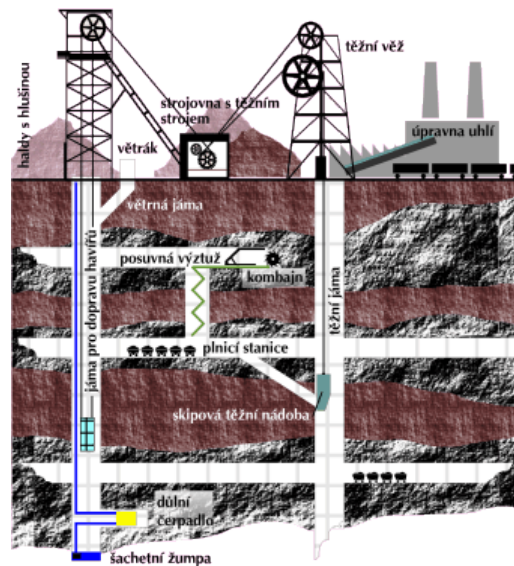 těžní věž
strojovna s těžním
strojem
haldy s hlušinou
větrák
úpravna uhlí
větrná jáma
jáma pro dopravu havířů
posuvná výztuž
kombajn
těžní jáma
plnicí stanice
skipová těžní nádoba
důlní
čerpadlo
šachetní žumpa